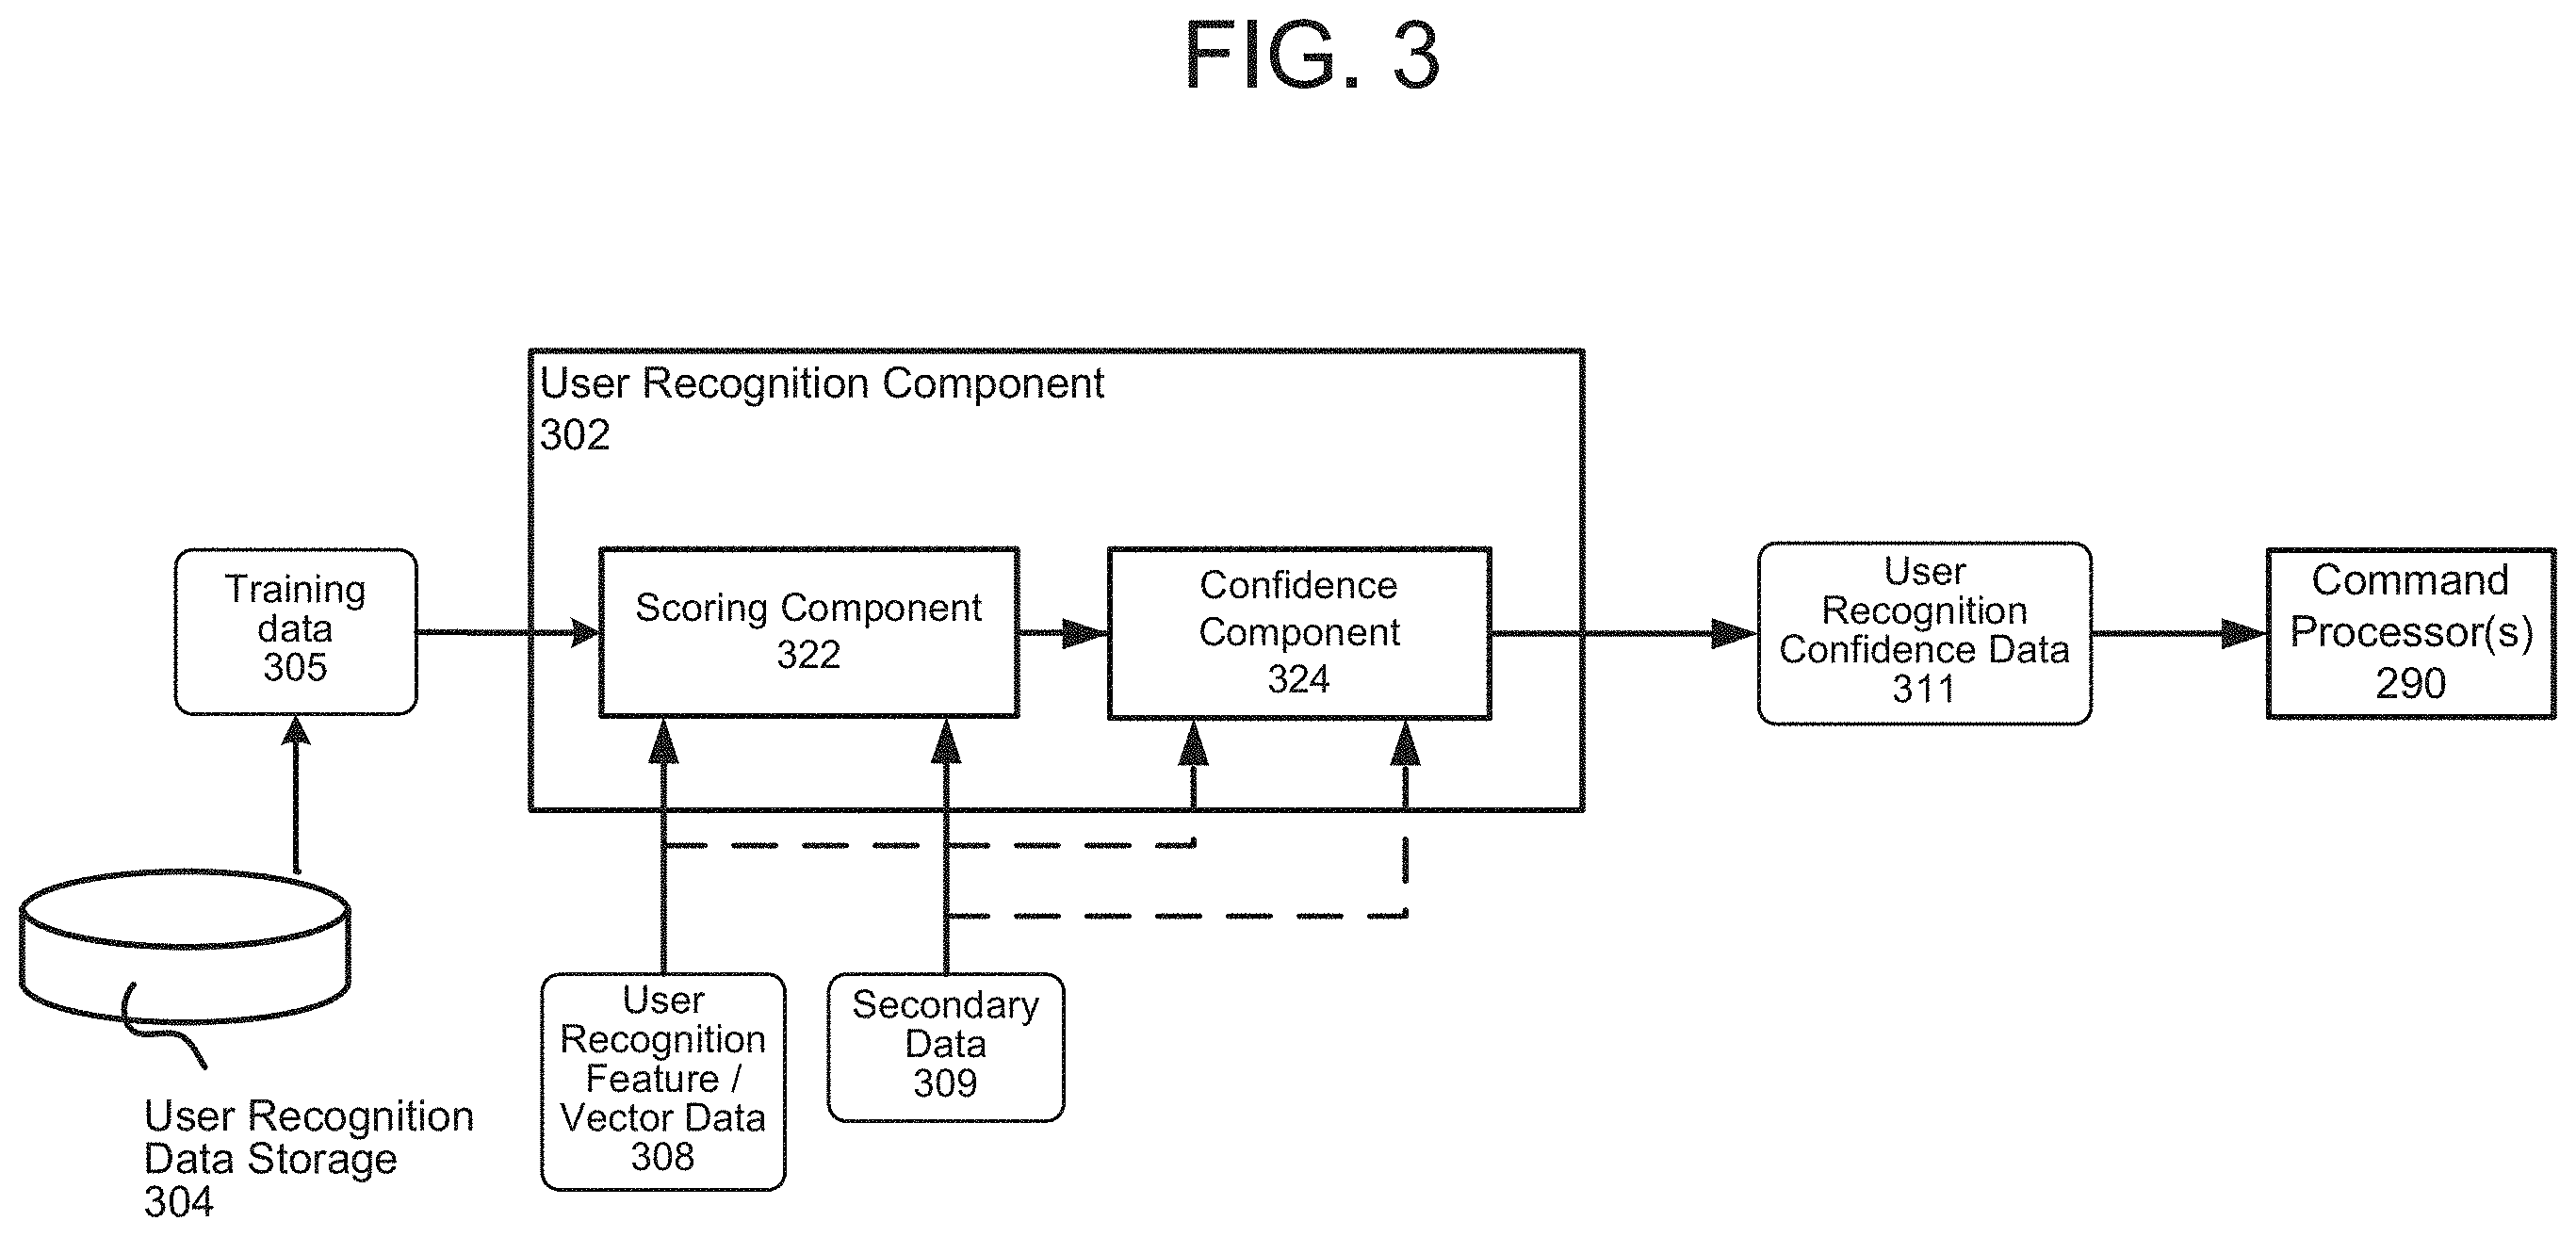 FIG. 3
User Recognition Component
302
Training
data
305
Scoring Component
322
Confidence
Component
324
User
Recognition
Confidence Data
311
Command
Processor(s)
290
User
Recognition
Feature /
Vector Data
308
Secondary
Data
309
User Recognition
Data Storage
304